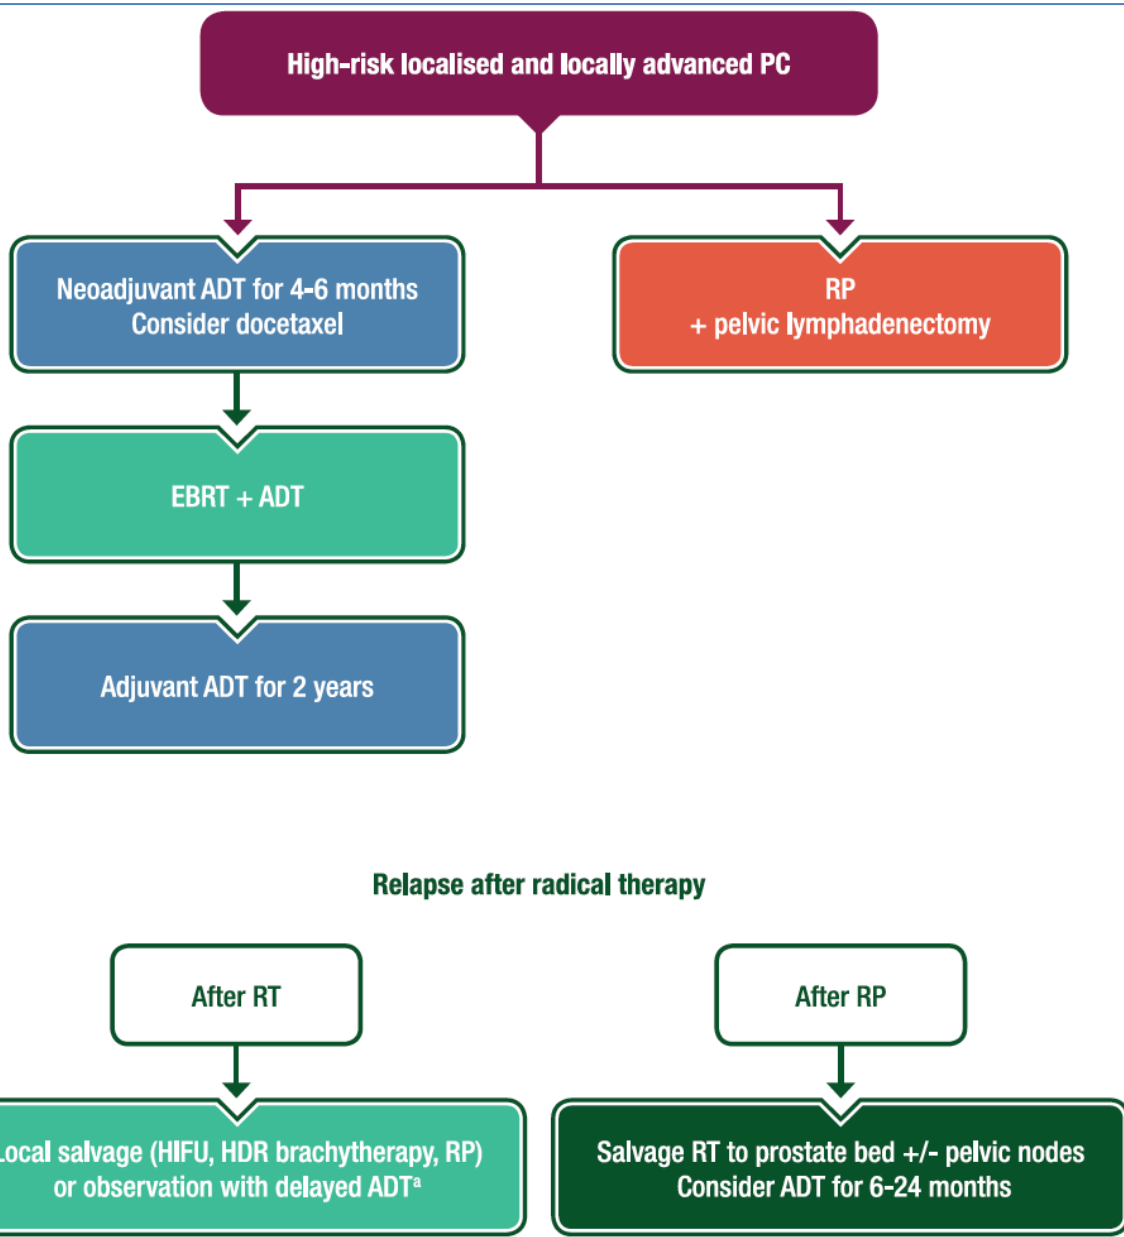 High-risk localised and locally advanced PC
Neoadjuvant ADT for 4-6 months
Consider docetaxel
RP
+ pelvic lymphadenectomy
EBRT + ADT
Adjuvant ADT for 2 years
Relapse after radical therapy
After RT
After RP
Local salvage (HIFU, HDR brachytherapy, RP)
or observation with delayed ADTᵃ
Salvage RT to prostate bed +/- pelvic nodes
Consider ADT for 6-24 months